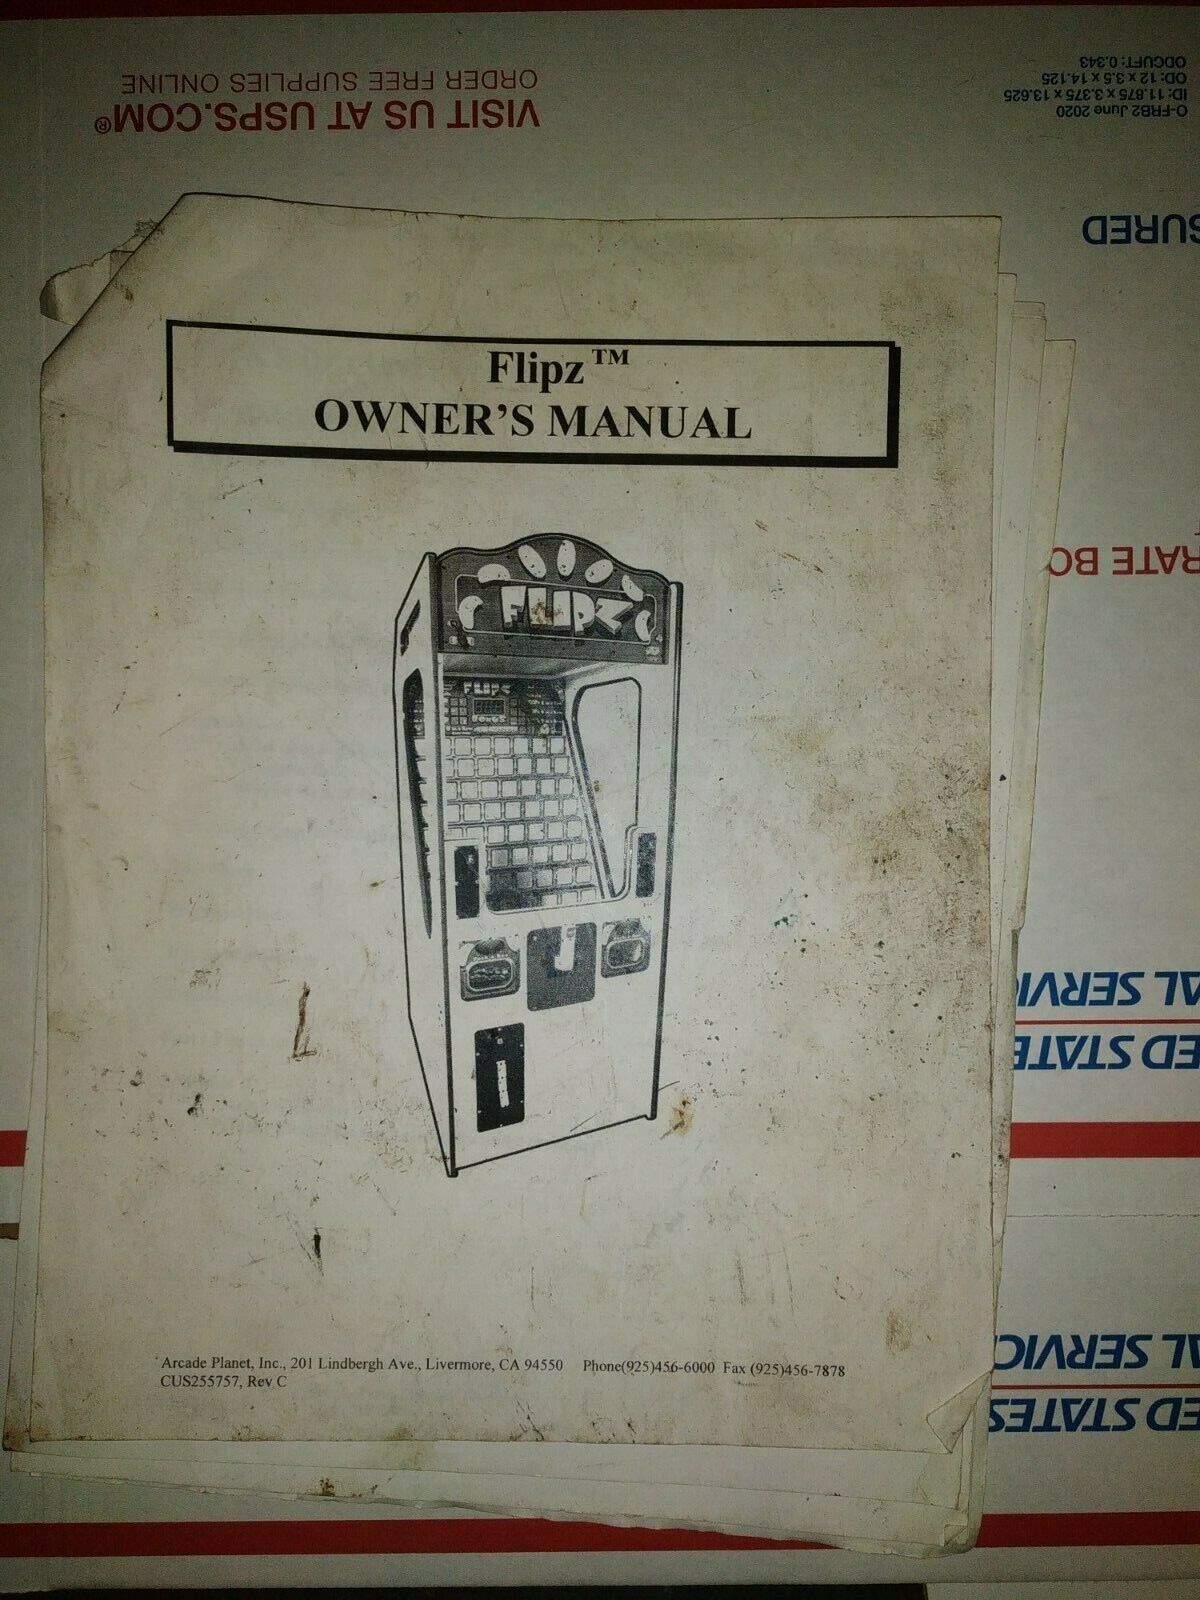 VISIT US AT USPS.COM®
ORDER FREE SUPPLIES ONLINE
O-FRB2 June 2020
ID: 11.875 x 3.375 x 13.625
OD: 12 x 3.5 x 14.125
ODCUFT: 0.343
SURED
RATE BO
Flipz™
OWNER'S MANUAL
FLIPZ
FLIPZ
BONUS
ED STATE
AL SERVIC
ED STATES
AL SERVIC
Arcade Planet, Inc., 201 Lindbergh Ave., Livermore, CA 94550 Phone(925)456-6000 Fax (925)456-7878
CUS255757, Rev C